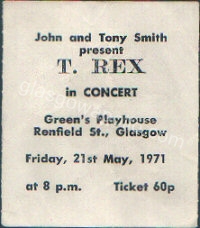 John and Tony Smith
present
T. REX
in CONCERT
Green's Playhouse
Renfield St., Glasgow
Friday, 21st May, 1971
at 8 p.m. Ticket 60p